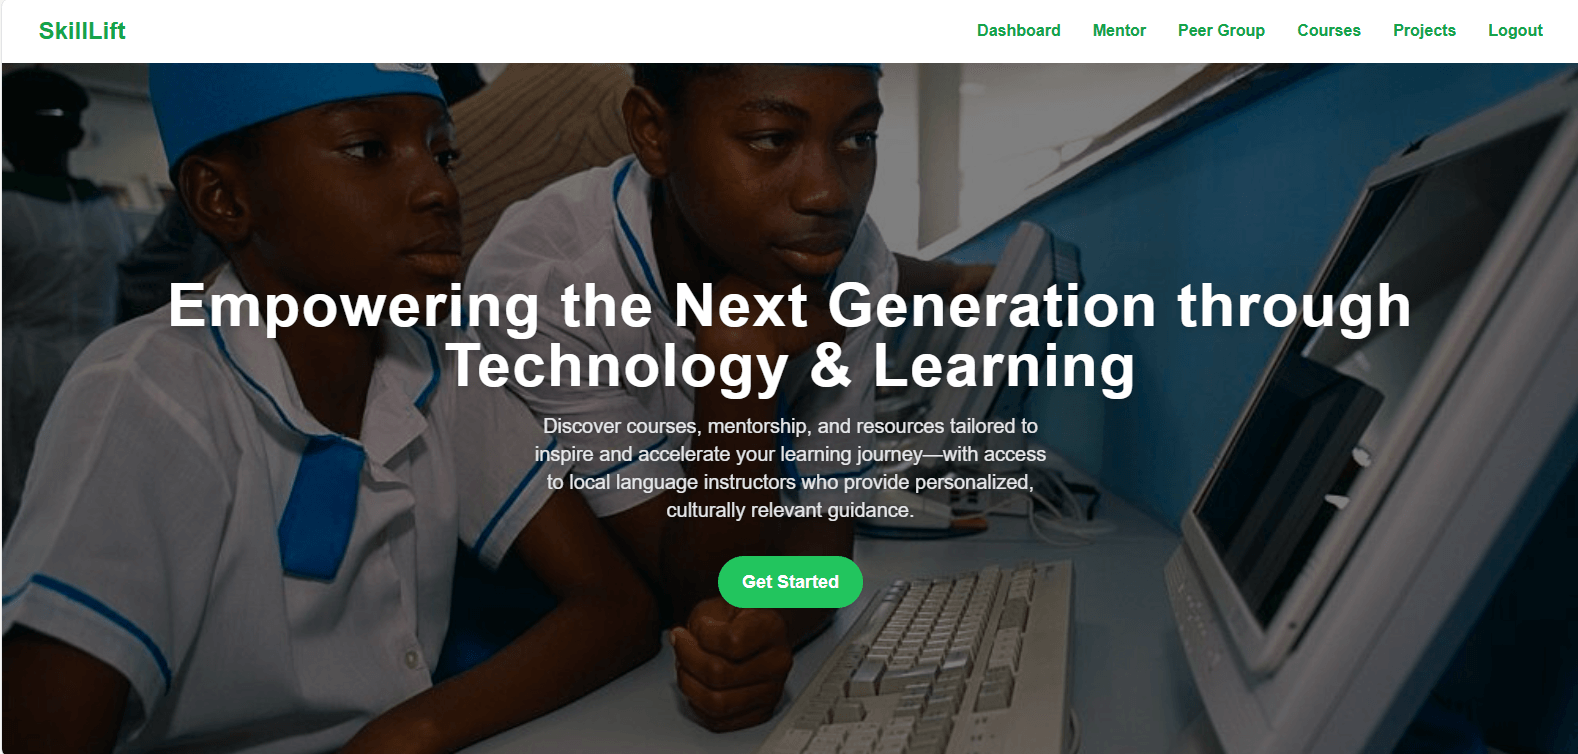 SkillLift
Dashboard Mentor Peer Group Courses Projects Logout
Empowering the Next Generation through
Technology & Learning
Discover courses, mentorship, and resources tailored to
inspire and accelerate your learning journey—with access
to local language instructors who provide personalized,
culturally relevant guidance.
Get Started